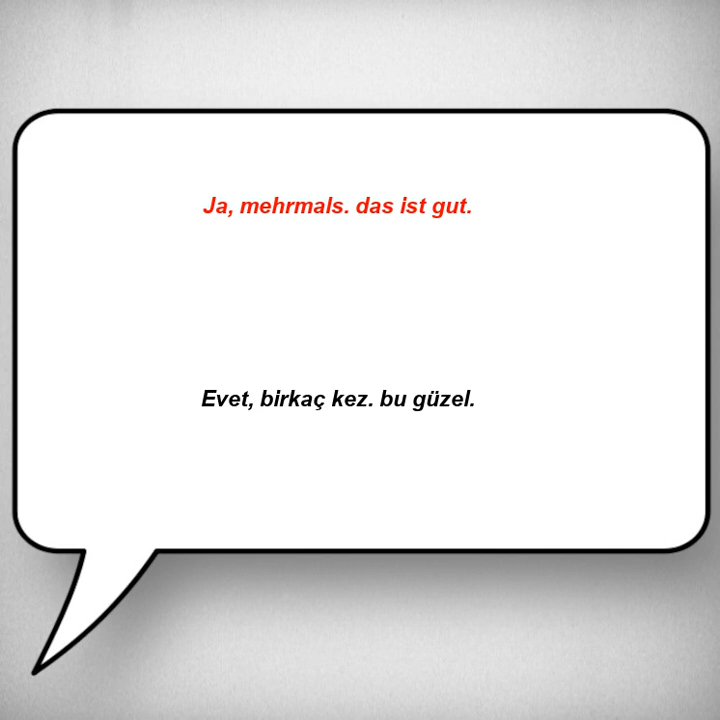 Ja, mehrmals. das ist gut.
Evet, birkaç kez. bu güzel.